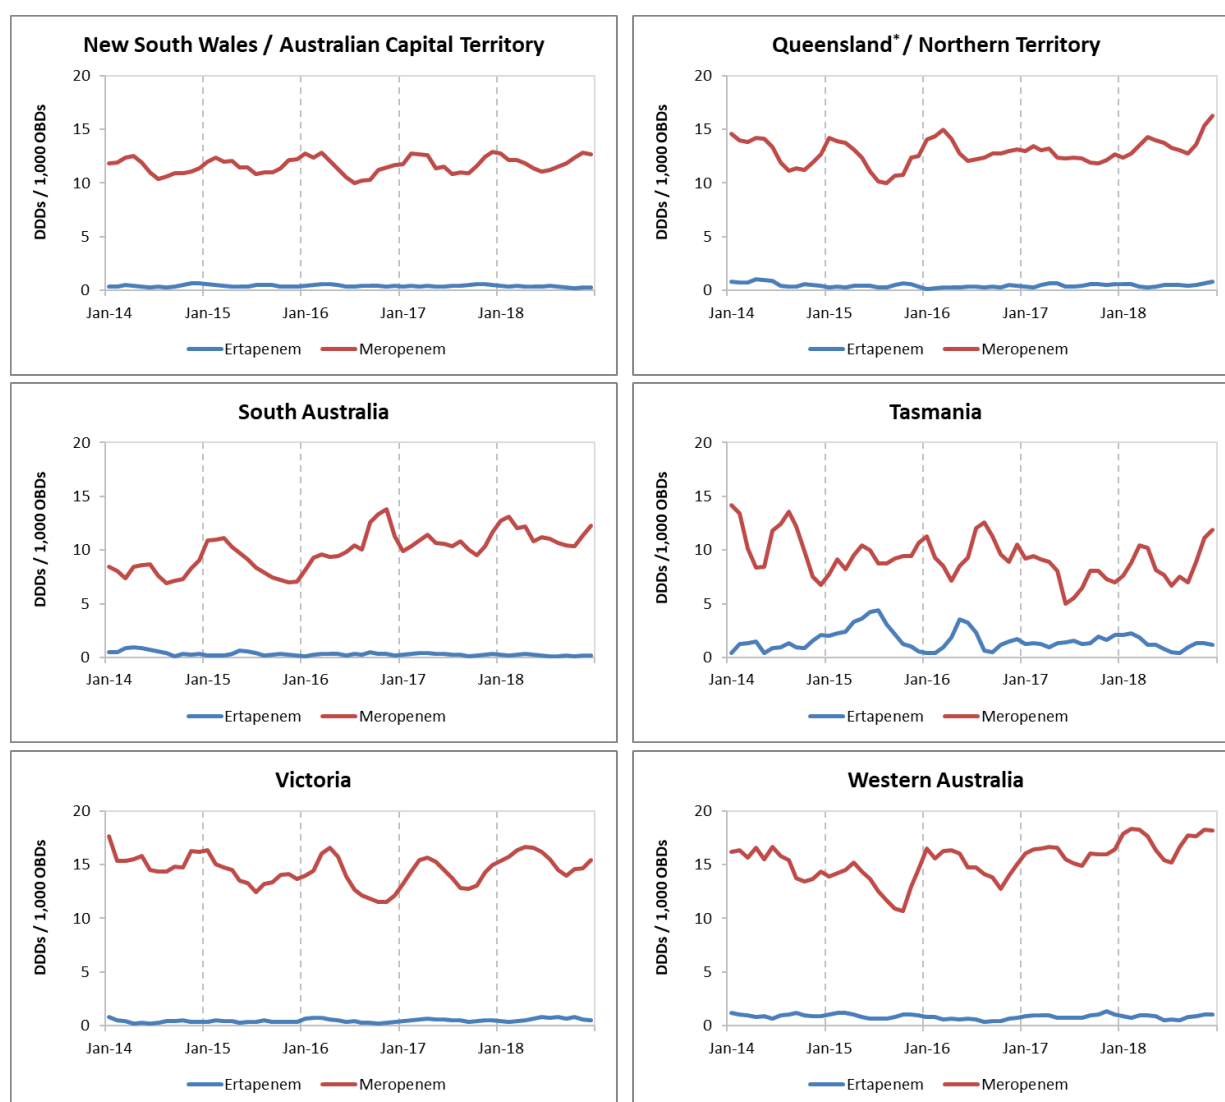 New South Wales / Australian Capital Territory
DDDs / 1,000 OBDs
20
15
10
5
0
Jan-14 Jan-15 Jan-16 Jan-17 Jan-18
Ertapenem Meropenem
Queensland* / Northern Territory
DDDs / 1,000 OBDs
20
15
10
5
0
Jan-14 Jan-15 Jan-16 Jan-17 Jan-18
Ertapenem Meropenem
South Australia
DDDs / 1,000 OBDs
20
15
10
5
0
Jan-14 Jan-15 Jan-16 Jan-17 Jan-18
Ertapenem Meropenem
Tasmania
DDDs /1,000 OBDs
20
15
10
5
0
Jan-14 Jan-15 Jan-16 Jan-17 Jan-18
Ertapenem Meropenem
Victoria
DDDs / 1,000 OBDs
20
15
10
5
0
Jan-14 Jan-15 Jan-16 Jan-17 Jan-18
Ertapenem Meropenem
Western Australia
DDDs / 1,000 OBDs
20
15
10
5
0
Jan-14 Jan-15 Jan-16 Jan-17 Jan-18
Ertapenem Meropenem